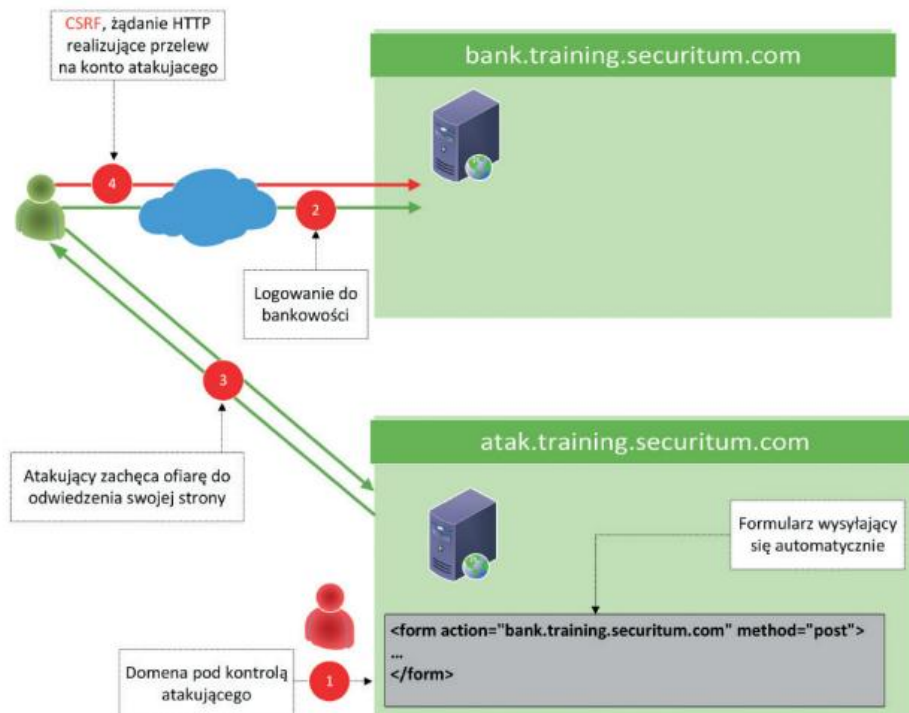 CSRF, żądanie HTTP
realizujące przelew
na konto atakujacego
bank.training.securitum.com
4
2
Logowanie do
bankowości
3
Atakujący zachęca ofiarę do
odwiedzenia swojej strony
atak.training.securitum.com
Formularz wysyłający
się automatycznie
<form action="bank.training.securitum.com" method="post">
...
</form>
Domena pod kontrolą
atakującego
1